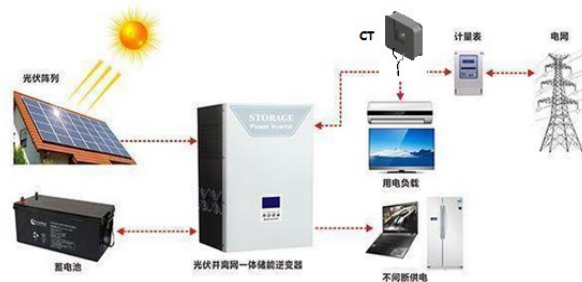 CT
计量表
电网
光伏阵列
STORAGE
Power Inverter
用电负载
蓄电池
光伏并离网一体储能逆变器
不间断供电